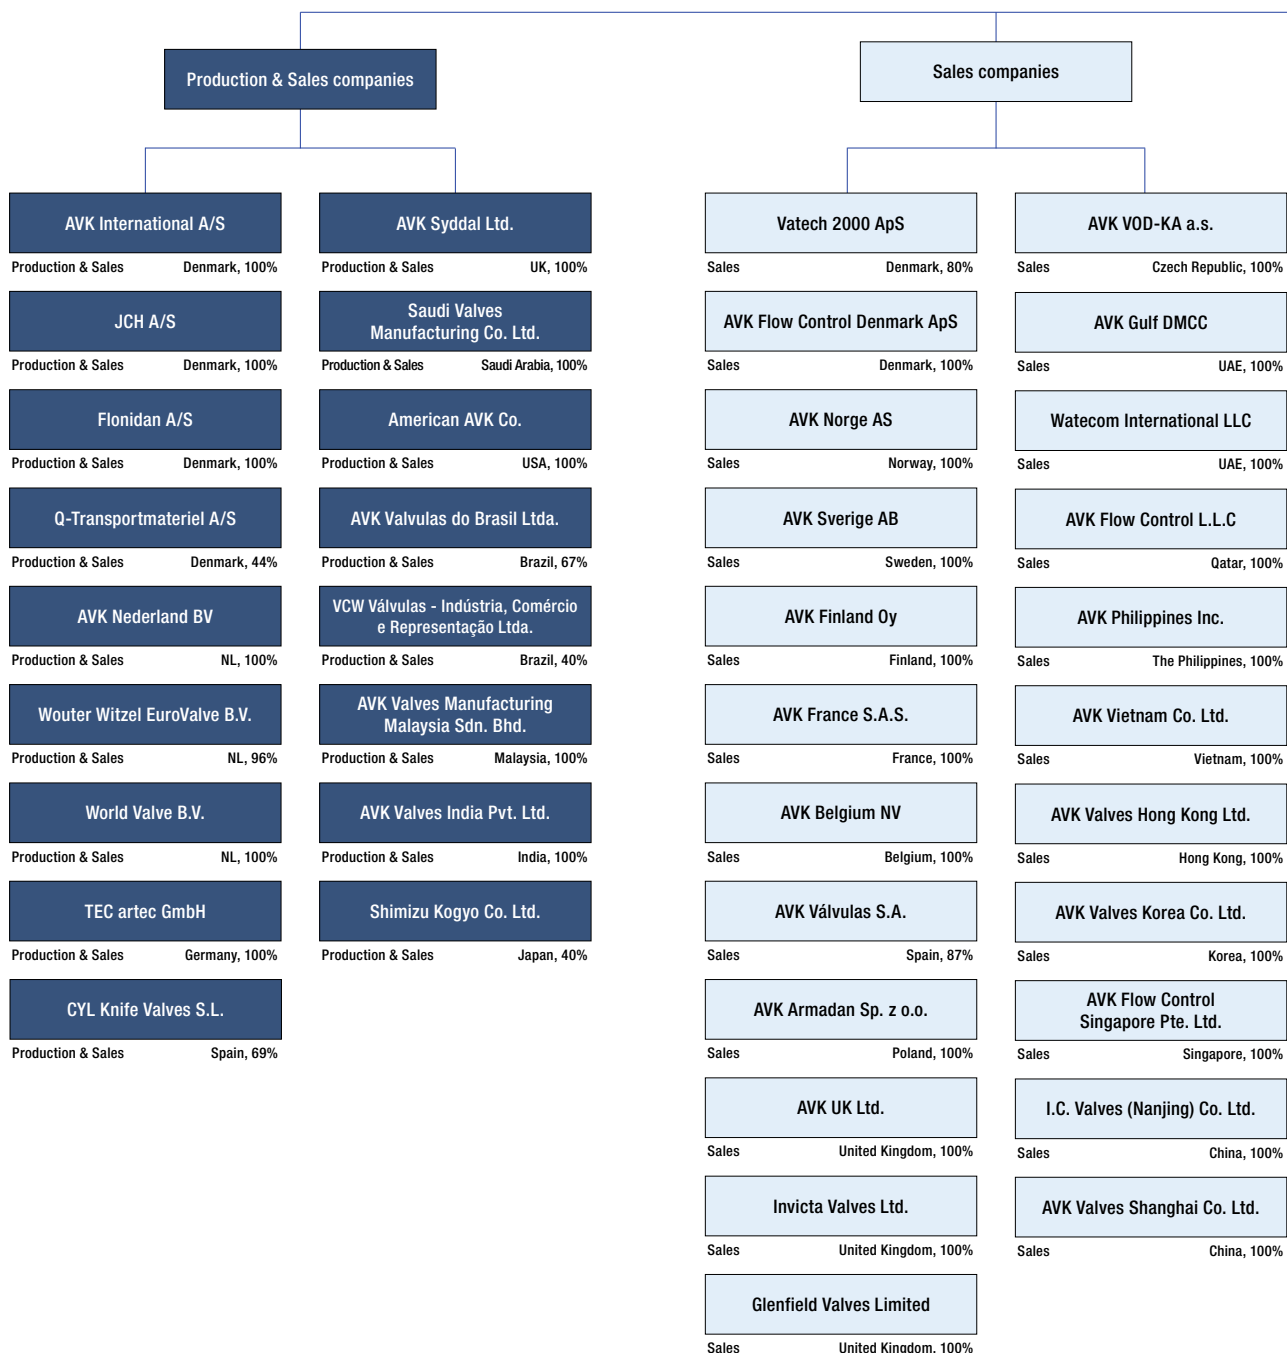 Production & Sales companies
AVK International A/S
Production & Sales Denmark, 100%
JCH A/S
Production & Sales Denmark, 100%
Flonidan A/S
Production & Sales Denmark, 100%
Q-Transportmateriel A/S
Production & Sales Denmark, 44%
AVK Nederland BV
Production & Sales NL, 100%
Wouter Witzel EuroValve B.V.
Production & Sales NL, 96%
World Valve B.V.
Production & Sales NL, 100%
TEC artec GmbH
Production & Sales Germany, 100%
CYL Knife Valves S.L.
Production & Sales Spain, 69%
AVK Syddal Ltd.
Production & Sales UK, 100%
Saudi Valves
Manufacturing Co. Ltd.
Production & Sales Saudi Arabia, 100%
American AVK Co.
Production & Sales USA, 100%
AVK Valvulas do Brasil Ltda.
Production & Sales Brazil, 67%
VCW Válvulas - Indústria, Comércio
e Representação Ltda.
Production & Sales Brazil, 40%
AVK Valves Manufacturing
Malaysia Sdn. Bhd.
Production & Sales Malaysia, 100%
AVK Valves India Pvt. Ltd.
Production & Sales India, 100%
Shimizu Kogyo Co. Ltd.
Production & Sales Japan, 40%
Sales companies
Vatech 2000 ApS
Sales Denmark, 80%
AVK Flow Control Denmark ApS
Sales Denmark, 100%
AVK Norge AS
Sales Norway, 100%
AVK Sverige AB
Sales Sweden, 100%
AVK Finland Oy
Sales Finland, 100%
AVK France S.A.S.
Sales France, 100%
AVK Belgium NV
Sales Belgium, 100%
AVK Válvulas S.A.
Sales Spain, 87%
AVK Armadan Sp. z o.o.
Sales Poland, 100%
AVK UK Ltd.
Sales United Kingdom, 100%
Invicta Valves Ltd.
Sales United Kingdom, 100%
Glenfield Valves Limited
Sales United Kingdom, 100%
AVK VOD-KA a.s.
Sales Czech Republic, 100%
AVK Gulf DMCC
Sales UAE, 100%
Watecom International LLC
Sales UAE, 100%
AVK Flow Control L.L.C
Sales Qatar, 100%
AVK Philippines Inc.
Sales The Philippines, 100%
AVK Vietnam Co. Ltd.
Sales Vietnam, 100%
AVK Valves Hong Kong Ltd.
Sales Hong Kong, 100%
AVK Valves Korea Co. Ltd.
Sales Korea, 100%
AVK Flow Control
Singapore Pte. Ltd.
Sales Singapore, 100%
I.C. Valves (Nanjing) Co. Ltd.
Sales China, 100%
AVK Valves Shanghai Co. Ltd.
Sales China, 100%